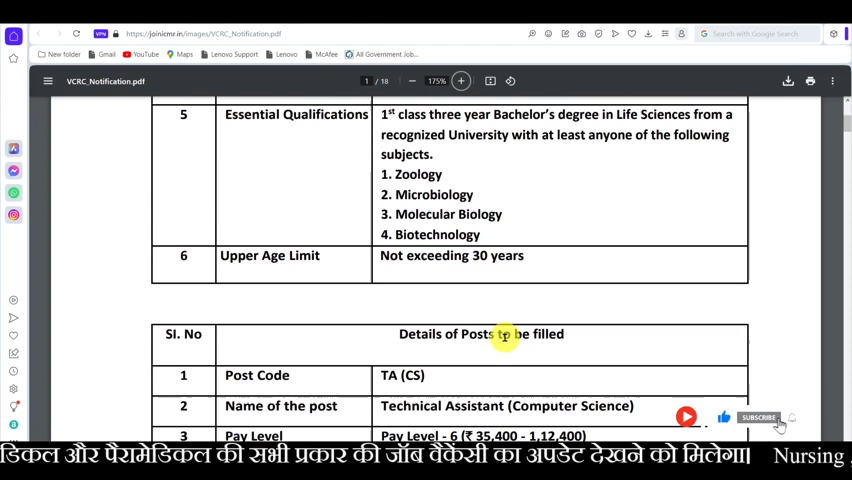 VPN https://joinicmr.in/images/VCRC_Notification.pdf Search with Google
New folder Gmail YouTube Maps Lenovo Support Lenovo McAfee All Government Job...
VCRC_Notification.pdf 1 / 18 175%
5 Essential Qualifications 1st class three year Bachelor's degree in Life Sciences from a
recognized University with at least anyone of the following
subjects.
1. Zoology
2. Microbiology
3. Molecular Biology
4. Biotechnology
6 Upper Age Limit Not exceeding 30 years
SI. No Details of Posts to be filled
1 Post Code TA (CS)
2 Name of the post Technical Assistant (Computer Science)
SUBSCRIBE
3 Pay Level Pay Level - 6 (₹ 35,400 - 1,12,400)
डिकल और पैरामेडिकल की सभी प्रकार की जॉब वैकेंसी का अपडेट देखने को मिलेगा। Nursing ,